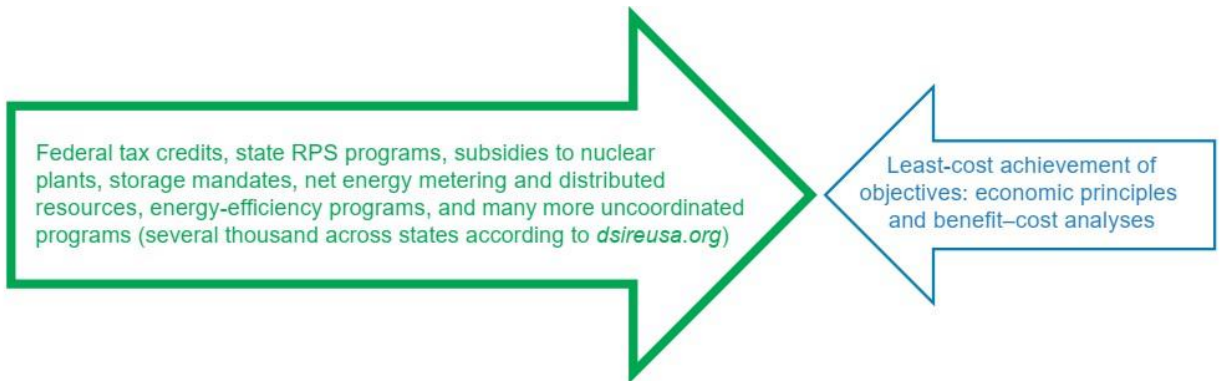 Federal tax credits, state RPS programs, subsidies to nuclear
plants, storage mandates, net energy metering and distributed
resources, energy-efficiency programs, and many more uncoordinated
programs (several thousand across states according to dsireusa.org)
Least-cost achievement of
objectives: economic principles
and benefit–cost analyses